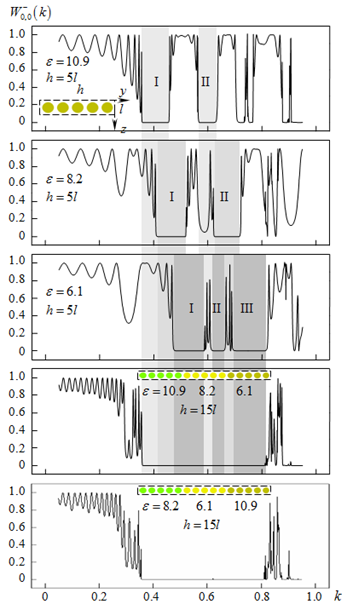 W⁻₀,₀(k)
1.0
0.8
0.6
0.4
0.2
0
ε = 10.9
h = 5l
h
y
l
z
I
II
1.0
0.8
0.6
0.4
0.2
0
ε = 8.2
h = 5l
I
II
1.0
0.8
0.6
0.4
0.2
0
ε = 6.1
h = 5l
I
II
III
1.0
0.8
0.6
0.4
0.2
0
ε = 10.9 8.2 6.1
h = 15l
1.0
0.8
0.6
0.4
0.2
0
ε = 8.2 6.1 10.9
h = 15l
0 0.2 0.4 0.6 0.8 1.0 k